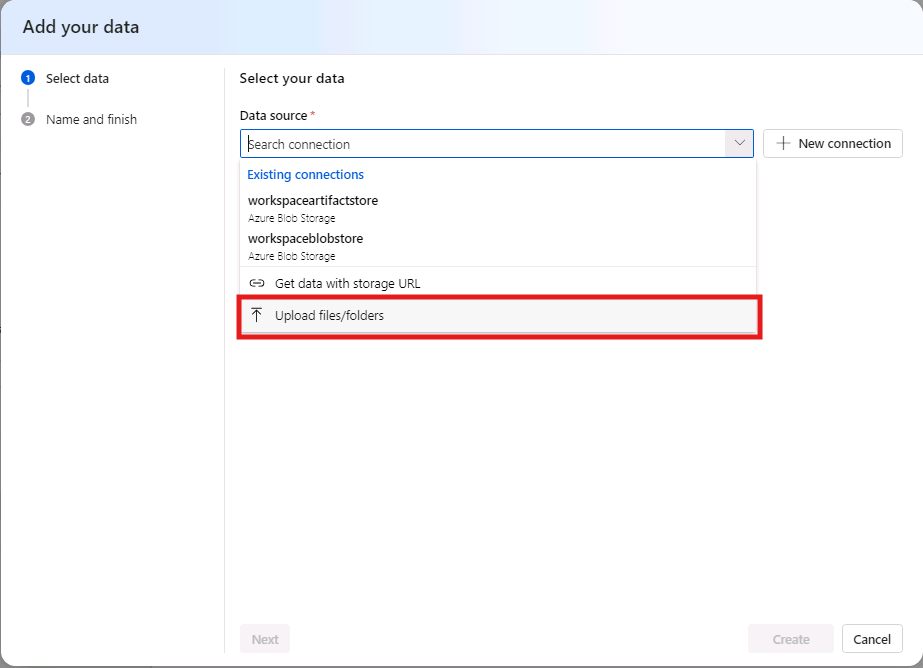 Add your data
1 Select data
2 Name and finish
Select your data
Data source *
Search connection
New connection
Existing connections
workspaceartifactstore
Azure Blob Storage
workspaceblobstore
Azure Blob Storage
Get data with storage URL
Upload files/folders
Next
Create
Cancel